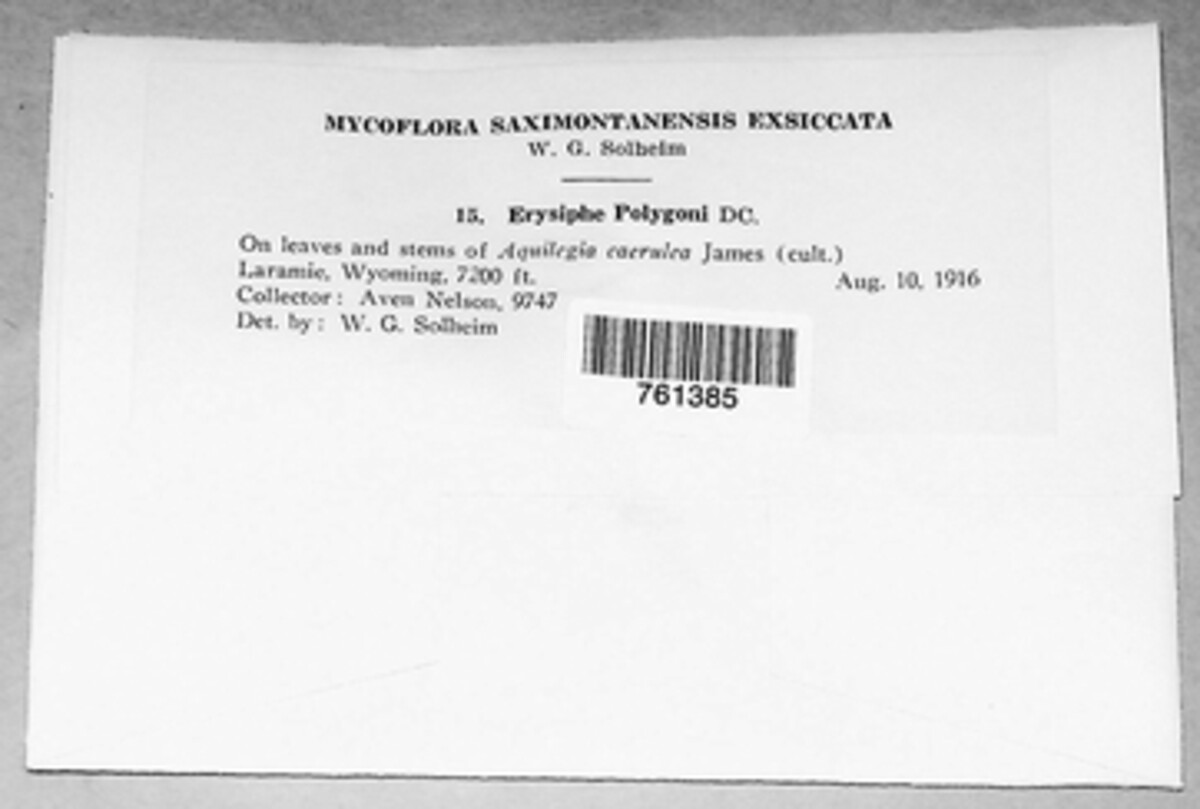 MYCOFLORA SAXIMONTANENSIS EXSICCATA
W. G. Solheim
15. Erysiphe Polygoni DC.
On leaves and stems of Aquilegia caerulea James (cult.)
Laramie, Wyoming, 7200 ft. Aug. 10, 1916
Collector: Aven Nelson, 9747
Det. by: W. G. Solheim
761385